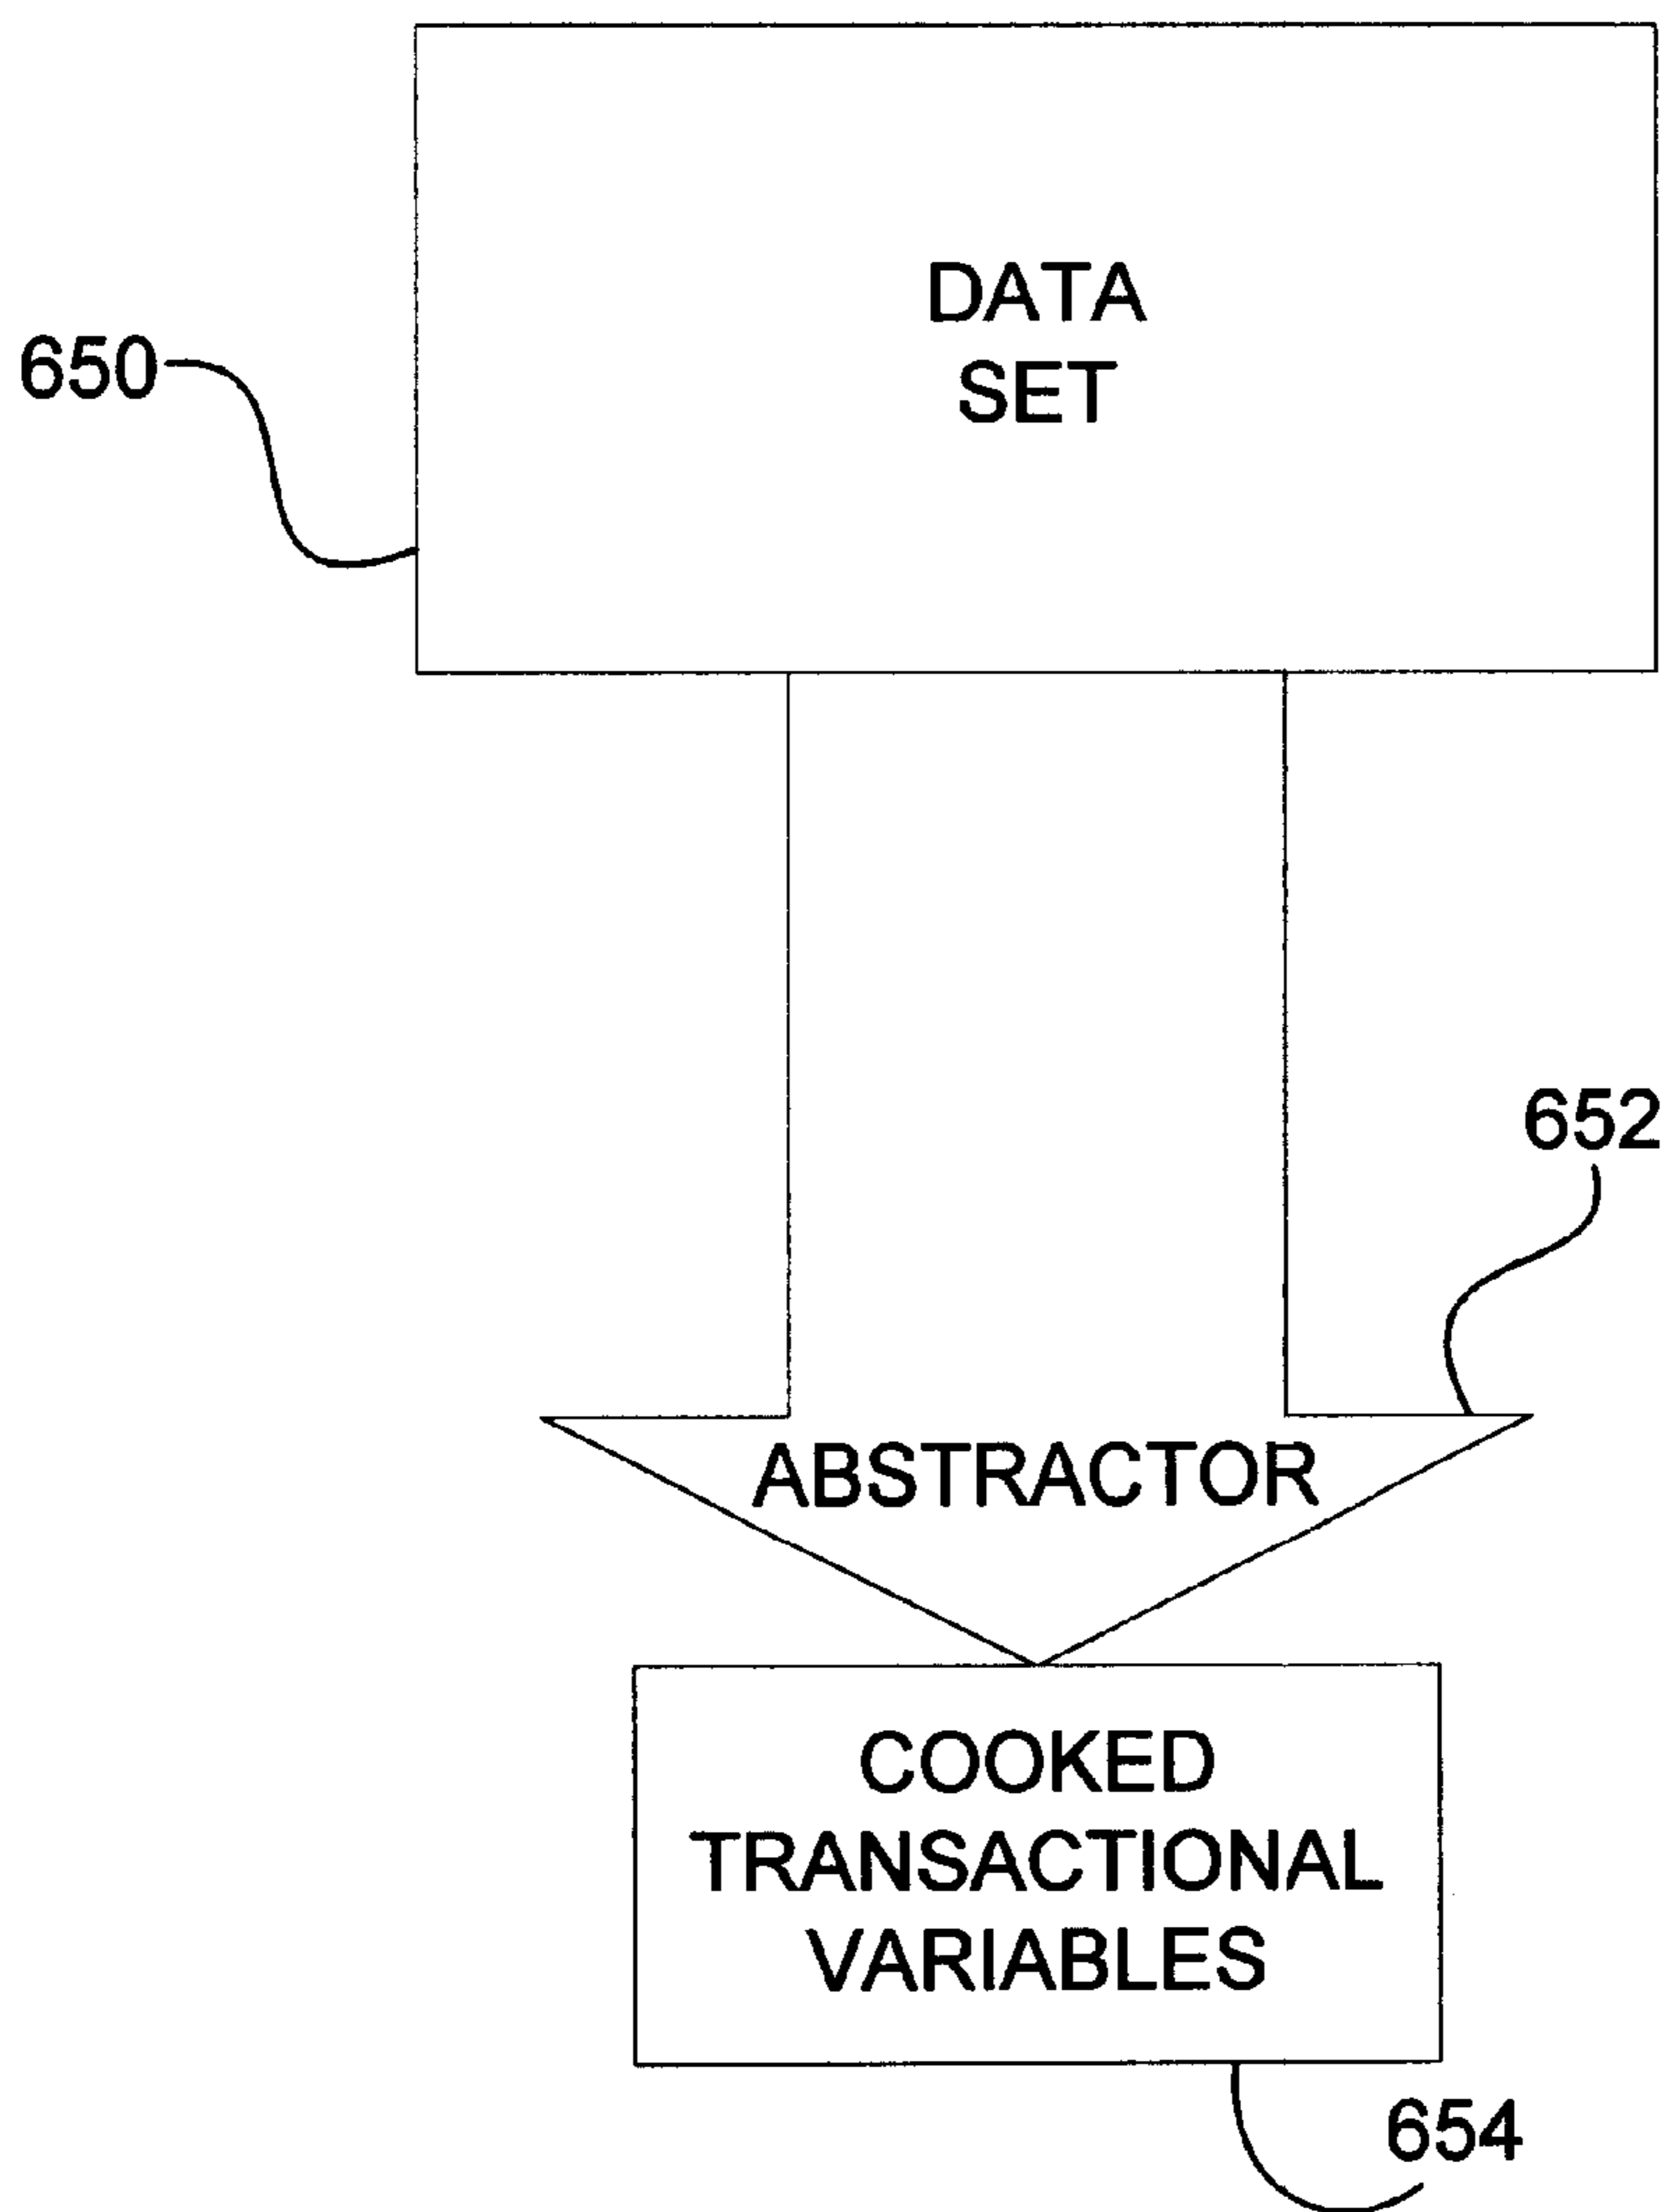 DATA
SET
650
652
ABSTRACTOR
COOKED
TRANSACTIONAL
VARIABLES
654